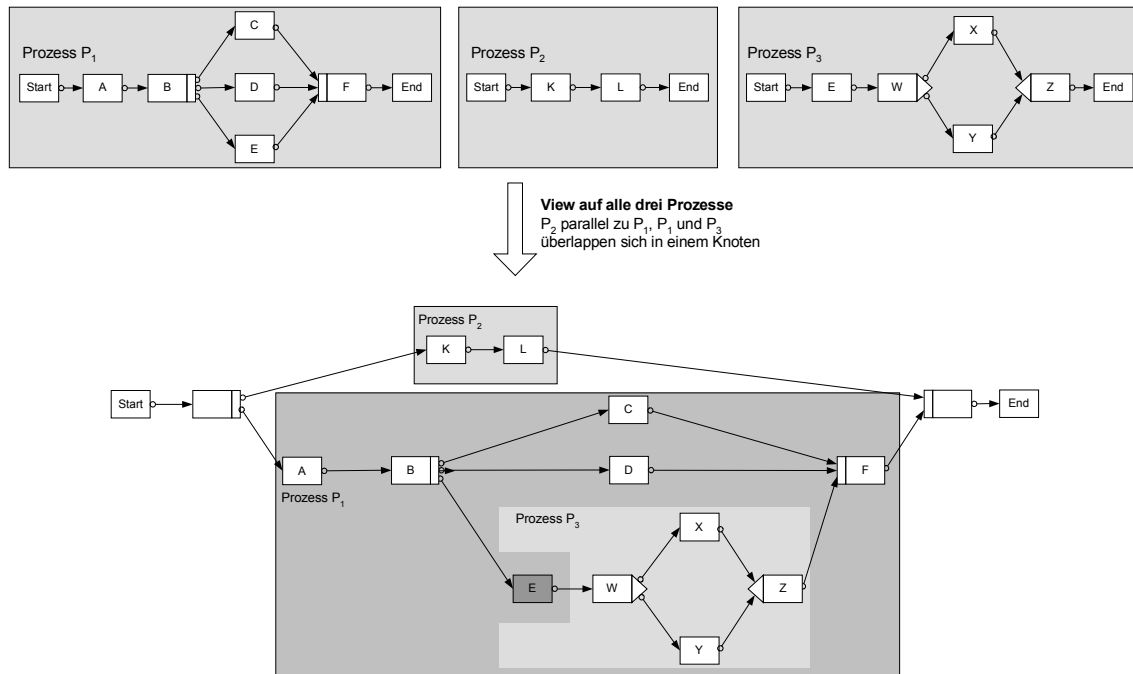 Prozess P1
Start A B C D E F End
Prozess P2
Start K L End
Prozess P3
Start E W X Y Z End
View auf alle drei Prozesse
P2 parallel zu P1, P1 und P3
überlappen sich in einem Knoten
Prozess P2
K L
Start
End
C
A B D F
Prozess P1
Prozess P3
X
E W Z
Y